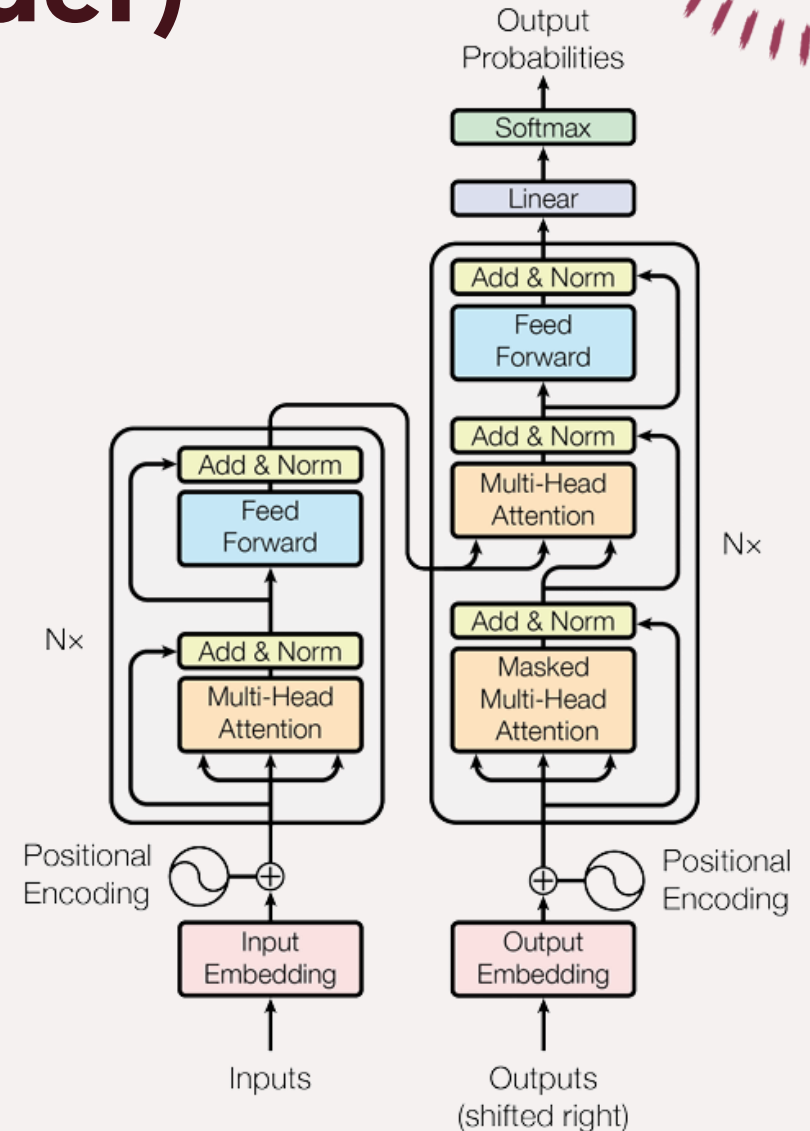 Output
Probabilities
Softmax
Linear
Add & Norm
Feed
Forward
Add & Norm
Multi-Head
Attention
Nx
Add & Norm
Masked
Multi-Head
Attention
Positional
Encoding
Output
Embedding
Outputs
(shifted right)
Add & Norm
Feed
Forward
Nx
Add & Norm
Multi-Head
Attention
Positional
Encoding
Input
Embedding
Inputs